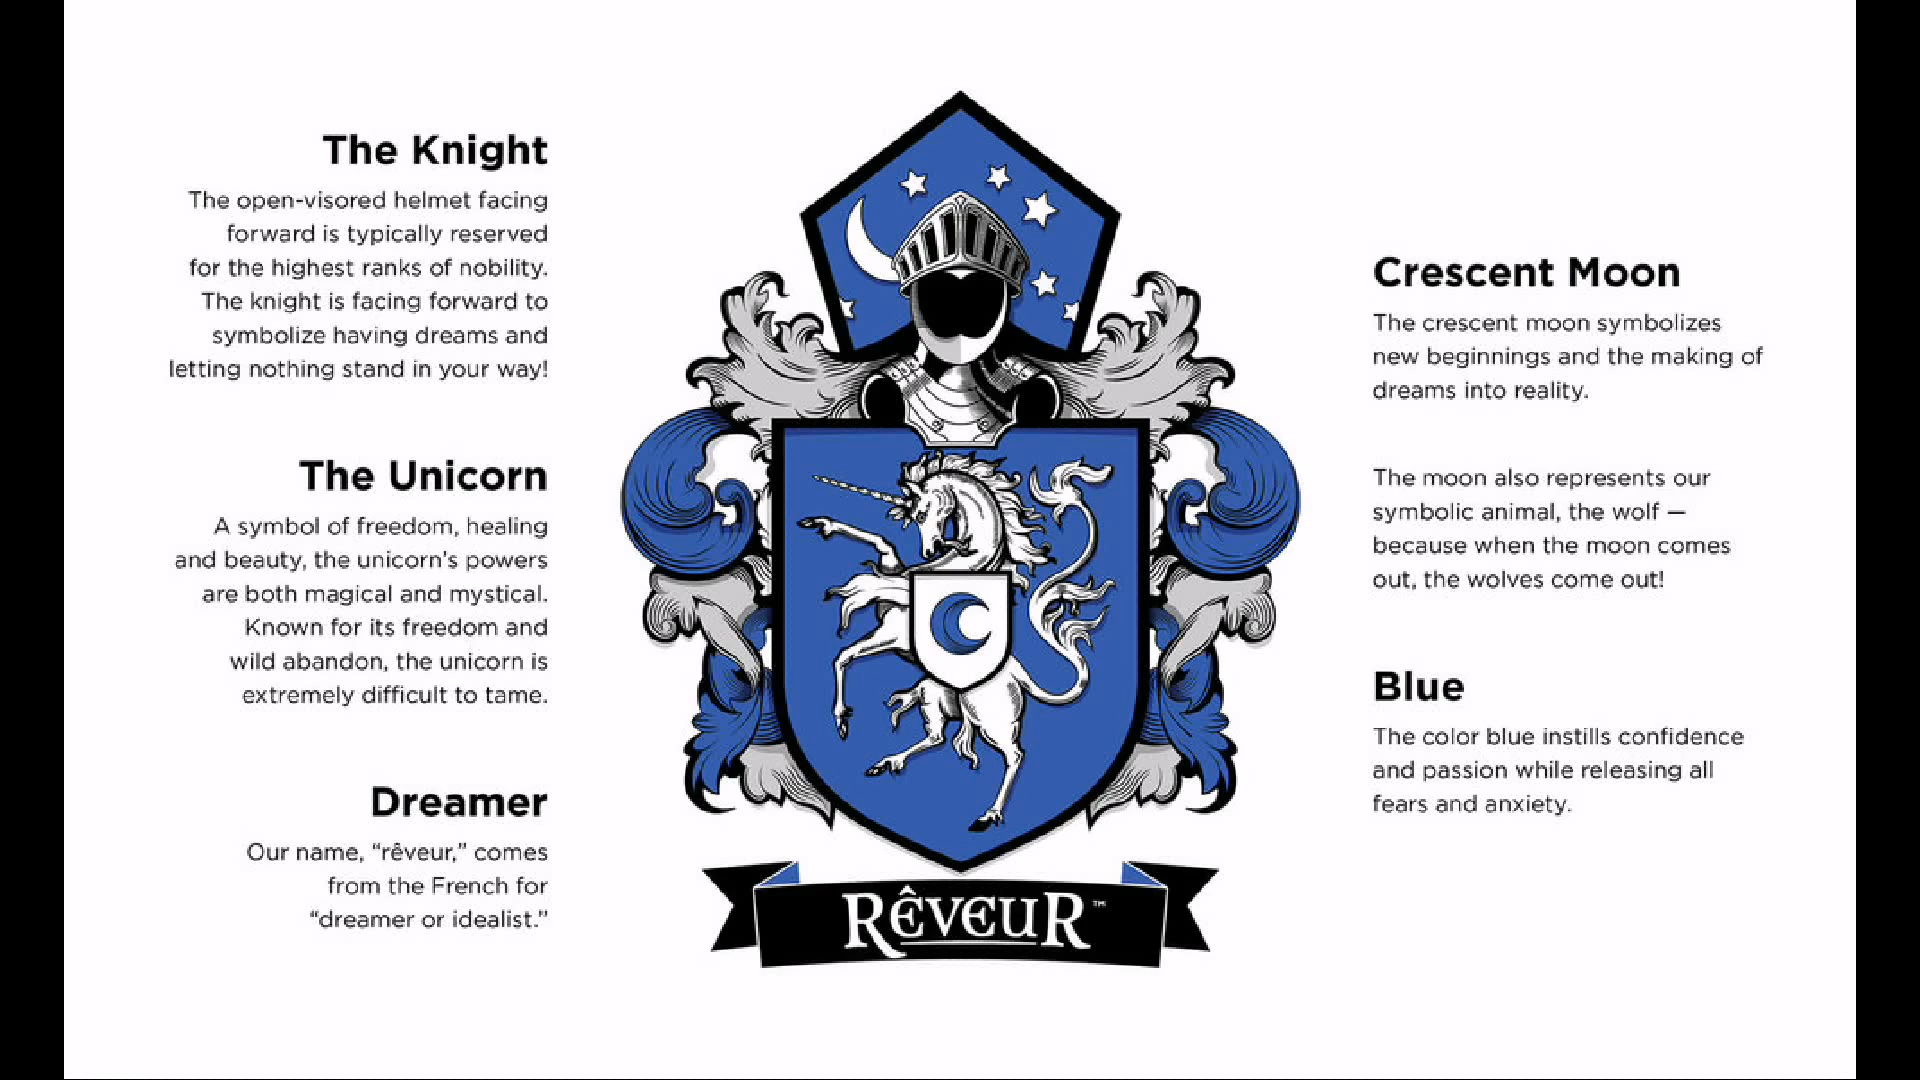 The Knight
The open-visored helmet facing
forward is typically reserved
for the highest ranks of nobility.
The knight is facing forward to
symbolize having dreams and
letting nothing stand in your way!
The Unicorn
A symbol of freedom, healing
and beauty, the unicorn’s powers
are both magical and mystical.
Known for its freedom and
wild abandon, the unicorn is
extremely difficult to tame.
Dreamer
Our name, “rêveur,” comes
from the French for
“dreamer or idealist.”
RÊVEUR™
Crescent Moon
The crescent moon symbolizes
new beginnings and the making of
dreams into reality.
The moon also represents our
symbolic animal, the wolf —
because when the moon comes
out, the wolves come out!
Blue
The color blue instills confidence
and passion while releasing all
fears and anxiety.